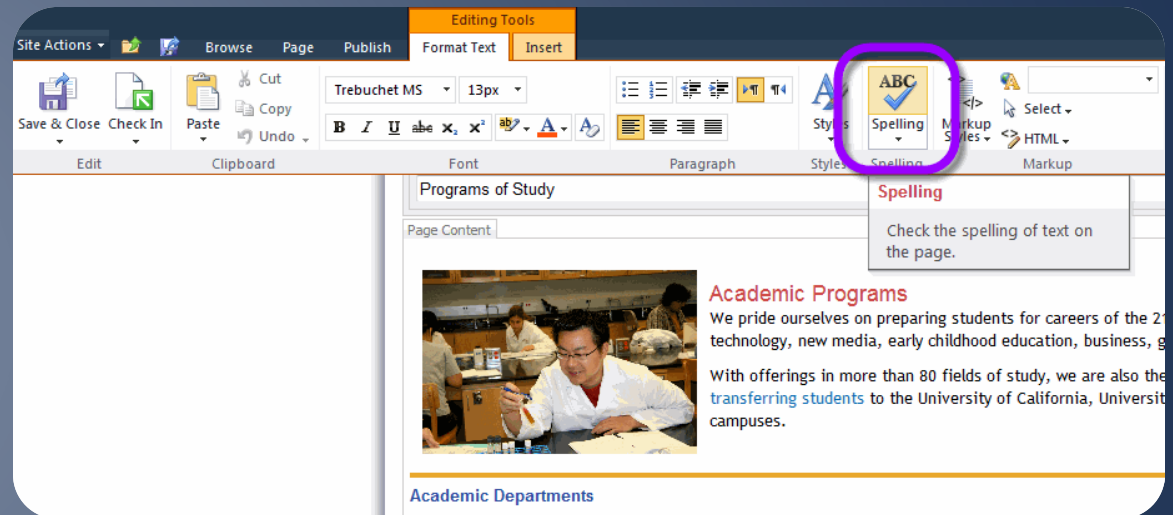 Editing Tools
Site Actions Browse Page Publish Format Text Insert
Cut
Trebuchet MS 13px
ABC
Copy
Select
Save & Close Check In Paste Styles Spelling Markup Styles
Undo
B I U abc X₂ X² ab A A
HTML
Edit Clipboard Font Paragraph Styles Spelling Markup
Programs of Study
Spelling
Check the spelling of text on
the page.
Page Content
Academic Programs
We pride ourselves on preparing students for careers of the
technology, new media, early childhood education, business,
With offerings in more than 80 fields of study, we are also the
transferring students to the University of California,
campuses.
Academic Departments